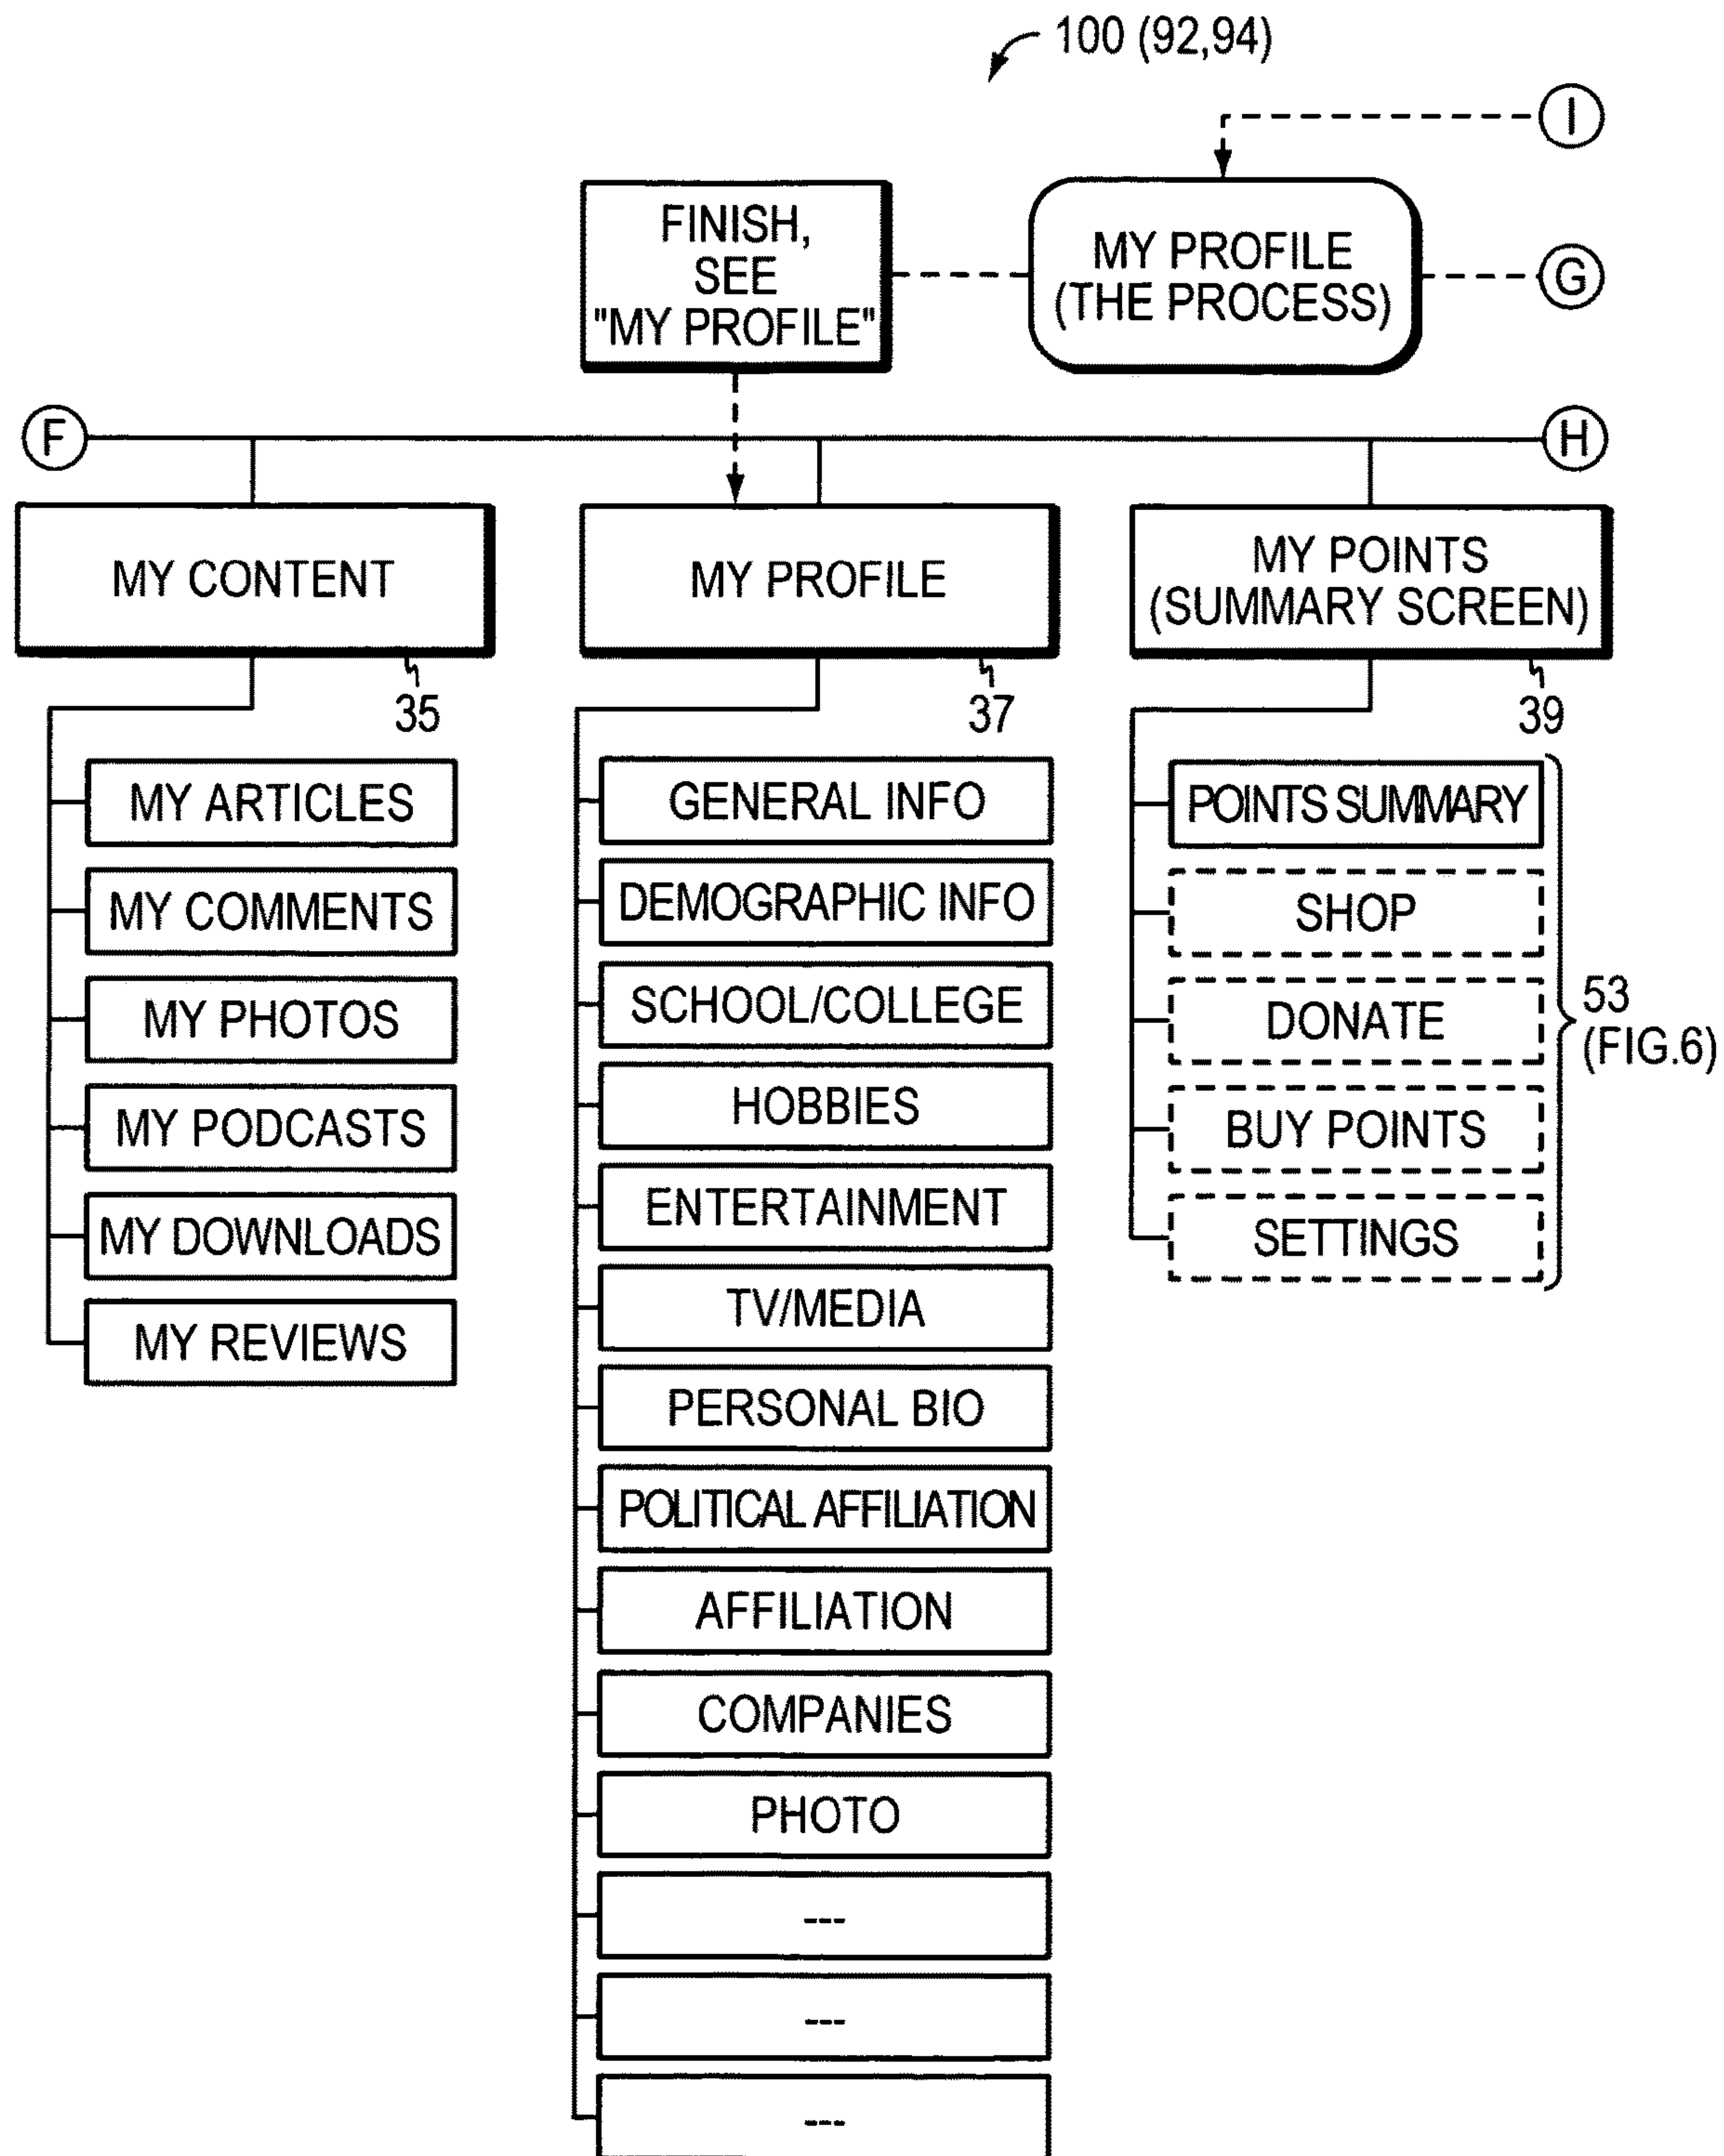 100 (92,94)
I
FINISH,
SEE
"MY PROFILE"
MY PROFILE
(THE PROCESS)
G
F
H
MY CONTENT
MY PROFILE
MY POINTS
(SUMMARY SCREEN)
35
37
39
MY ARTICLES
MY COMMENTS
MY PHOTOS
MY PODCASTS
MY DOWNLOADS
MY REVIEWS
GENERAL INFO
DEMOGRAPHIC INFO
SCHOOL/COLLEGE
HOBBIES
ENTERTAINMENT
TV/MEDIA
PERSONAL BIO
POLITICAL AFFILIATION
AFFILIATION
COMPANIES
PHOTO
---
---
---
POINTS SUMMARY
SHOP
DONATE
BUY POINTS
SETTINGS
53
(FIG.6)